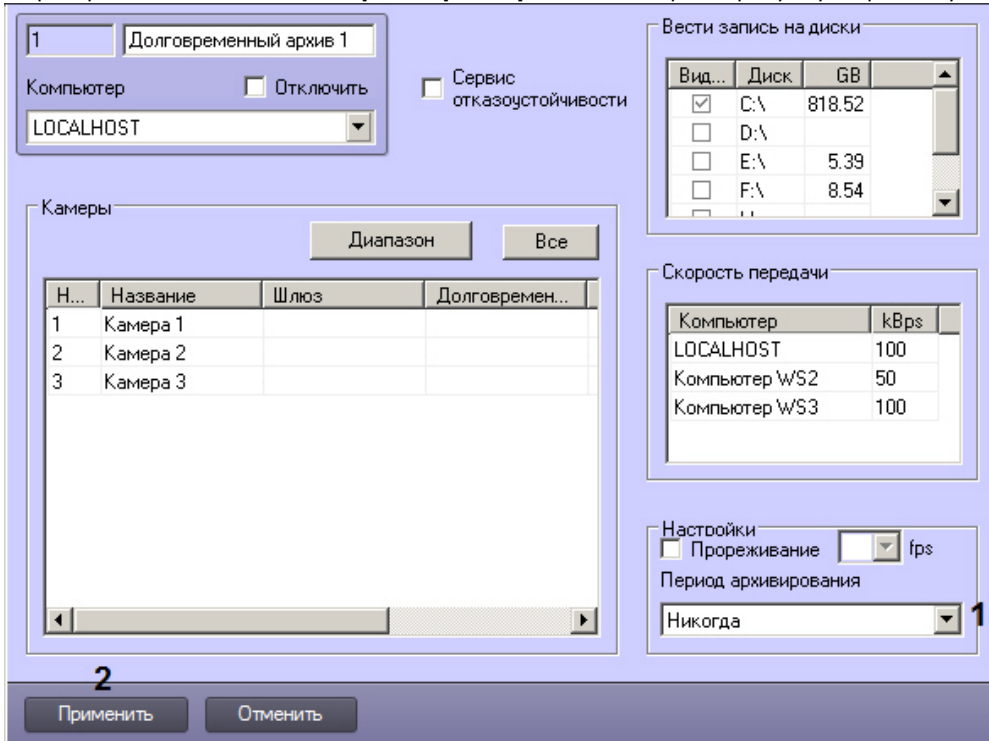 1 Долговременный архив 1
Компьютер Отключить
LOCALHOST
Сервис
отказоустойчивости
Вести запись на диски
Вид... Диск GB
C:\ 818.52
D:\
E:\ 5.39
F:\ 8.54
Камеры
Диапазон Все
Н... Название Шлюз Долговремен...
1 Камера 1
2 Камера 2
3 Камера 3
Скорость передачи
Компьютер kBps
LOCALHOST 100
Компьютер WS2 50
Компьютер WS3 100
Настройки
Прореживание fps
Период архивирования
Никогда 1
2
Применить Отменить